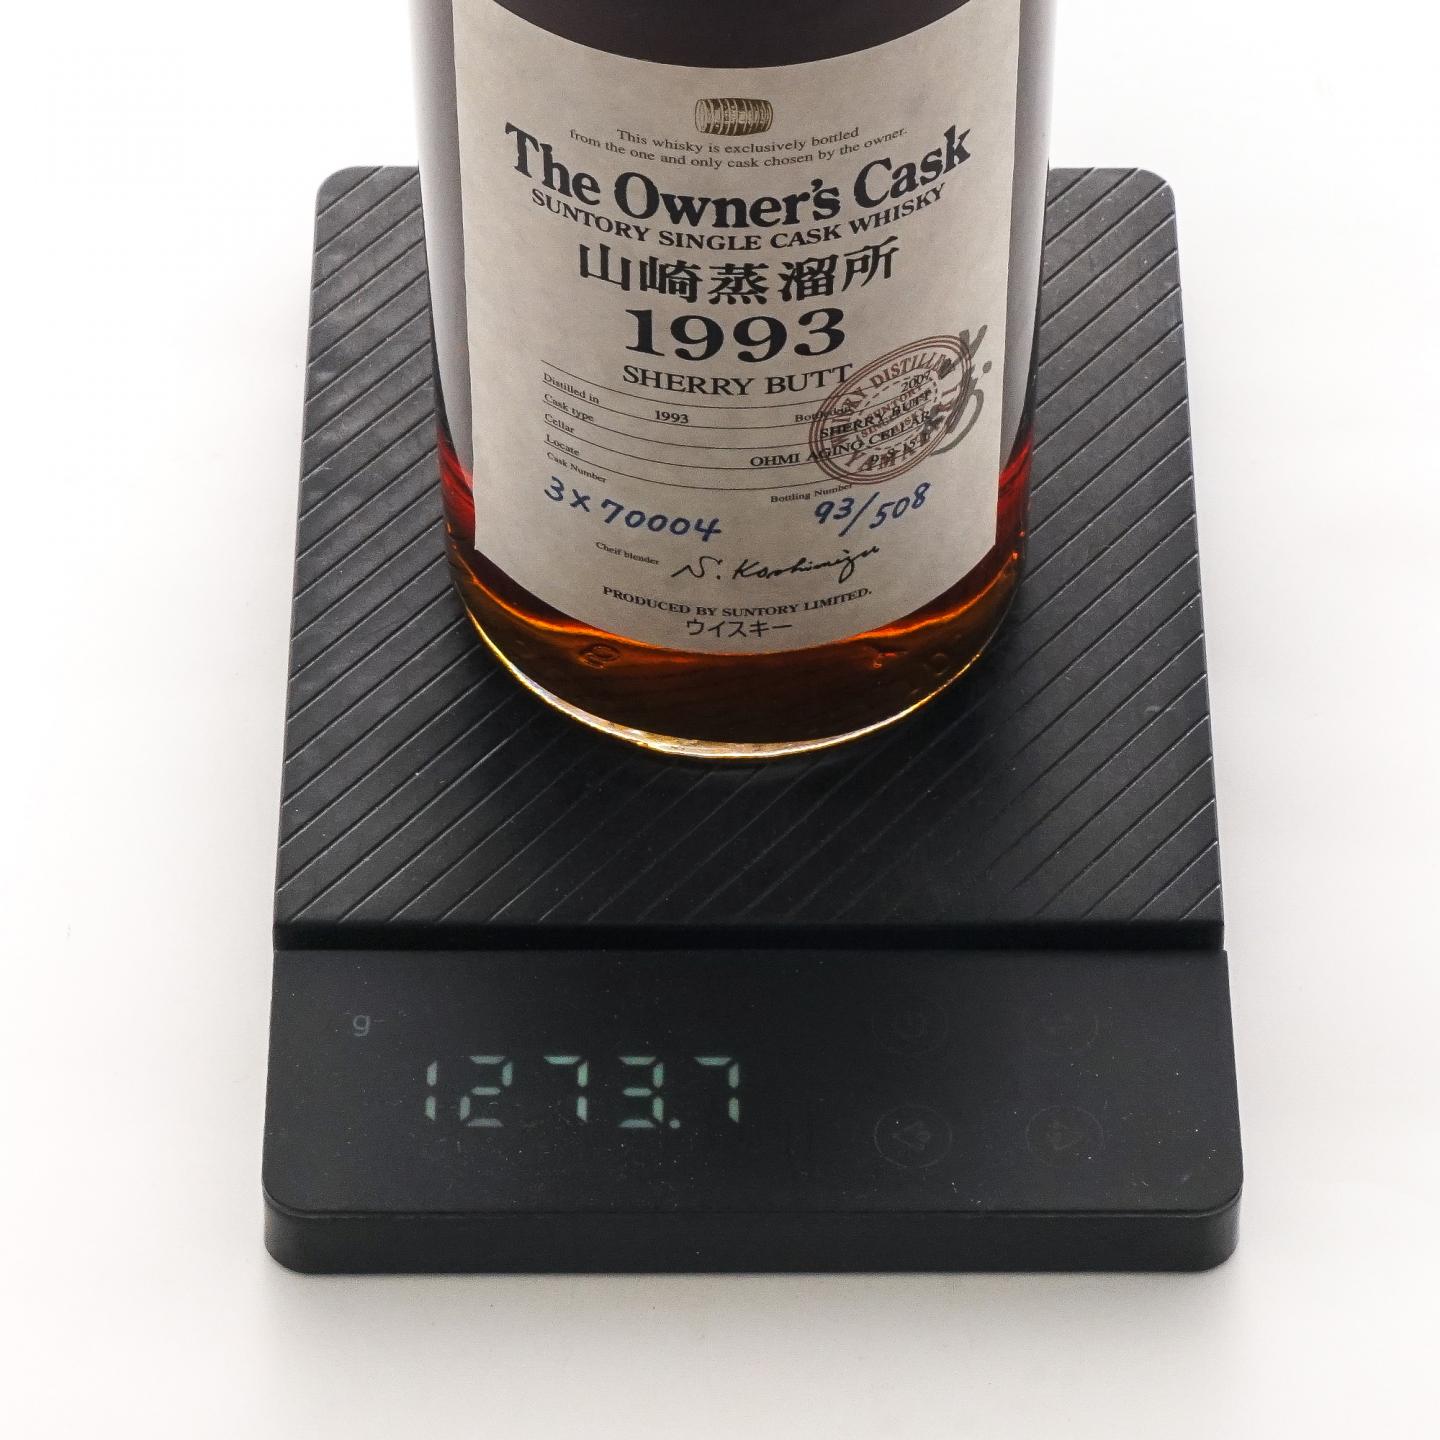 This whisky is exclusively bottled
from the one and only cask chosen by the owner.
The Owner's Cask
SUNTORY SINGLE CASK WHISKY
山崎蒸溜所
1993
SHERRY BUTT
Distilled in 1993 2007
Cask type SHERRY BUTT
Cellar OHMI AGING CELLAR
Locate
Cask Number Bottling Number
3X70004 93/508
Cheif blender
PRODUCED BY SUNTORY LIMITED.
ウイスキー
g
1273.7